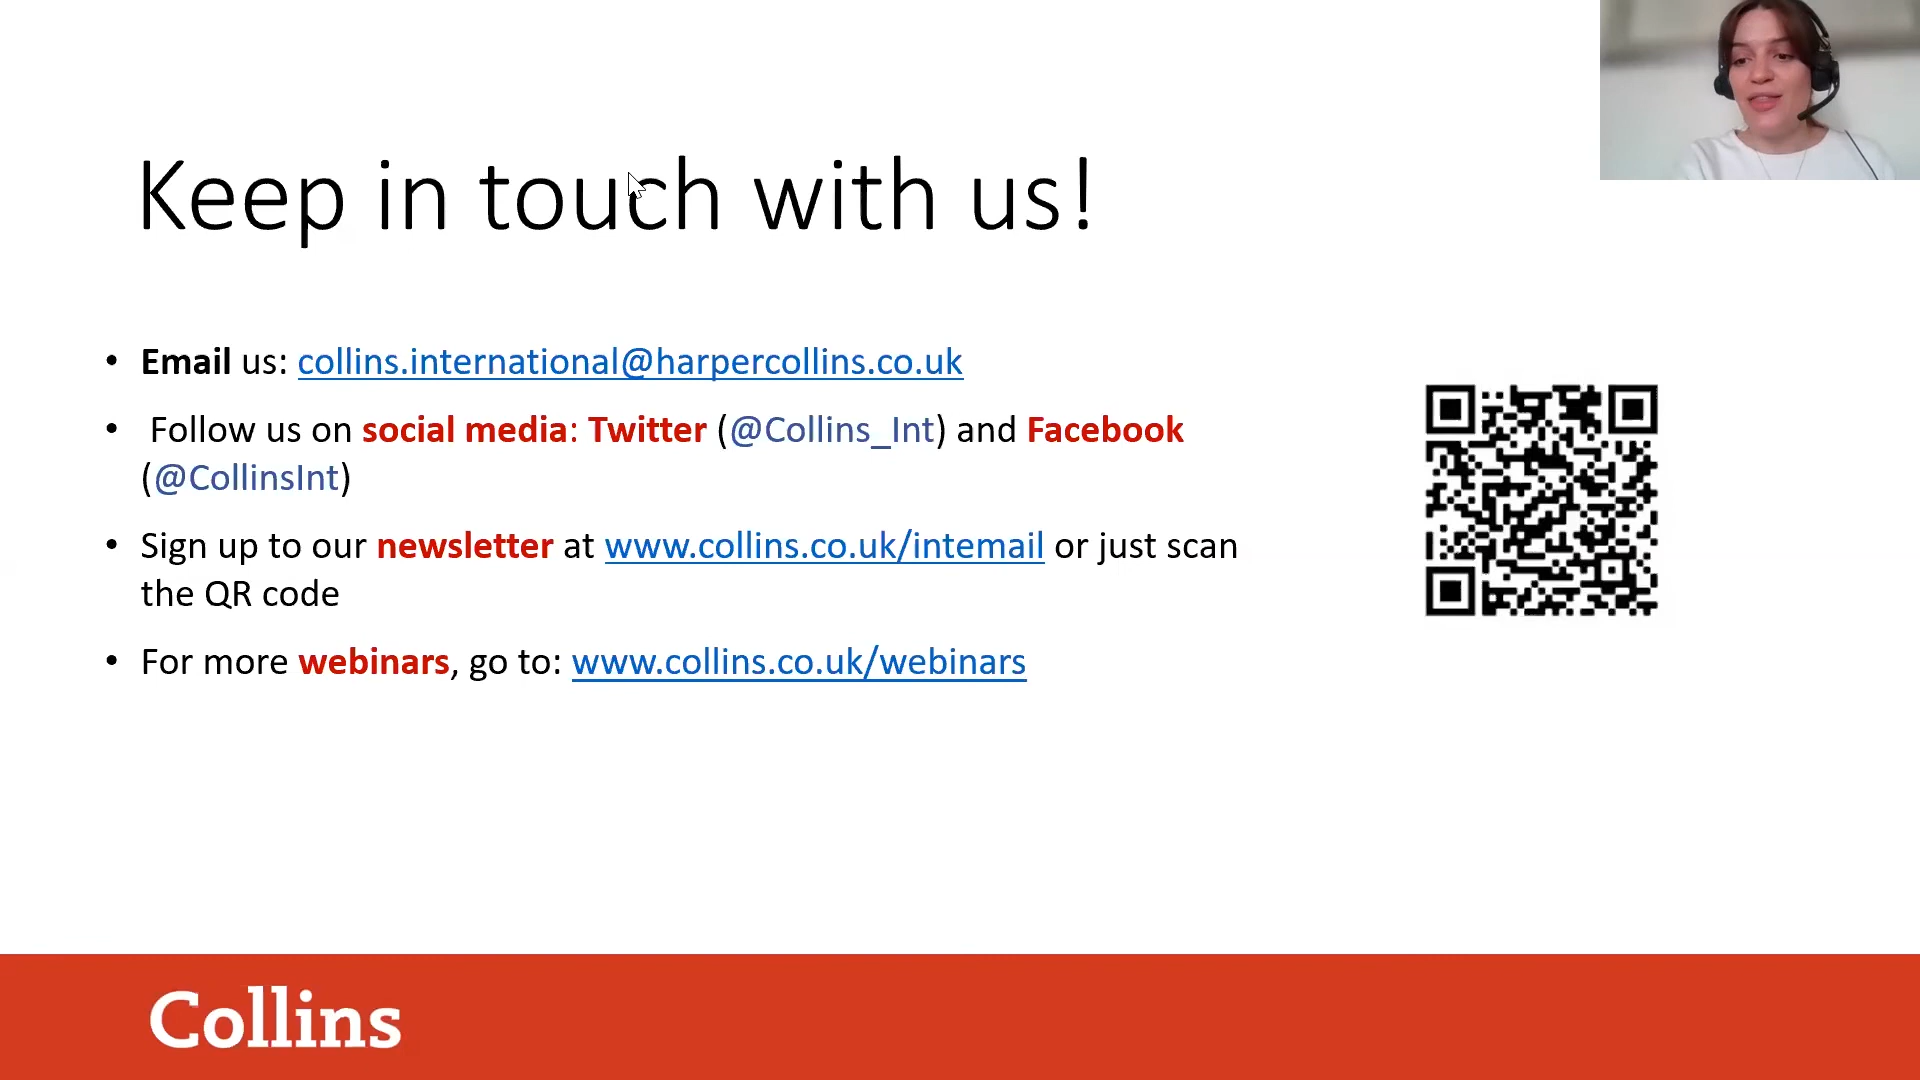 Keep in touch with us!
• Email us: collins.international@harpercollins.co.uk
• Follow us on social media: Twitter (@Collins_Int) and Facebook
(@CollinsInt)
• Sign up to our newsletter at www.collins.co.uk/intemail or just scan
the QR code
• For more webinars, go to: www.collins.co.uk/webinars
Collins